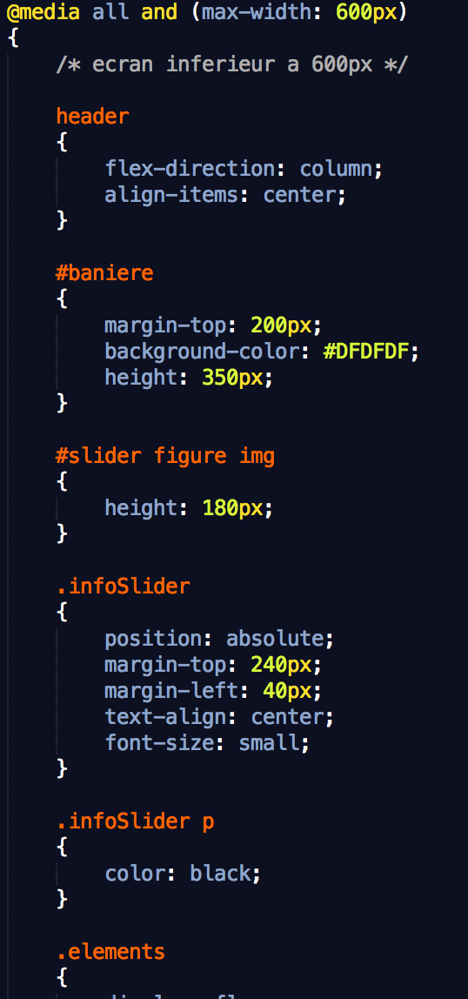 @media all and (max-width: 600px)
{
/* ecran inferieur a 600px */
header
{
flex-direction: column;
align-items: center;
}
#baniere
{
margin-top: 200px;
background-color: #DFDFDF;
height: 350px;
}
#slider figure img
{
height: 180px;
}
.infoSlider
{
position: absolute;
margin-top: 240px;
margin-left: 40px;
text-align: center;
font-size: small;
}
.infoSlider p
{
color: black;
}
.elements
{